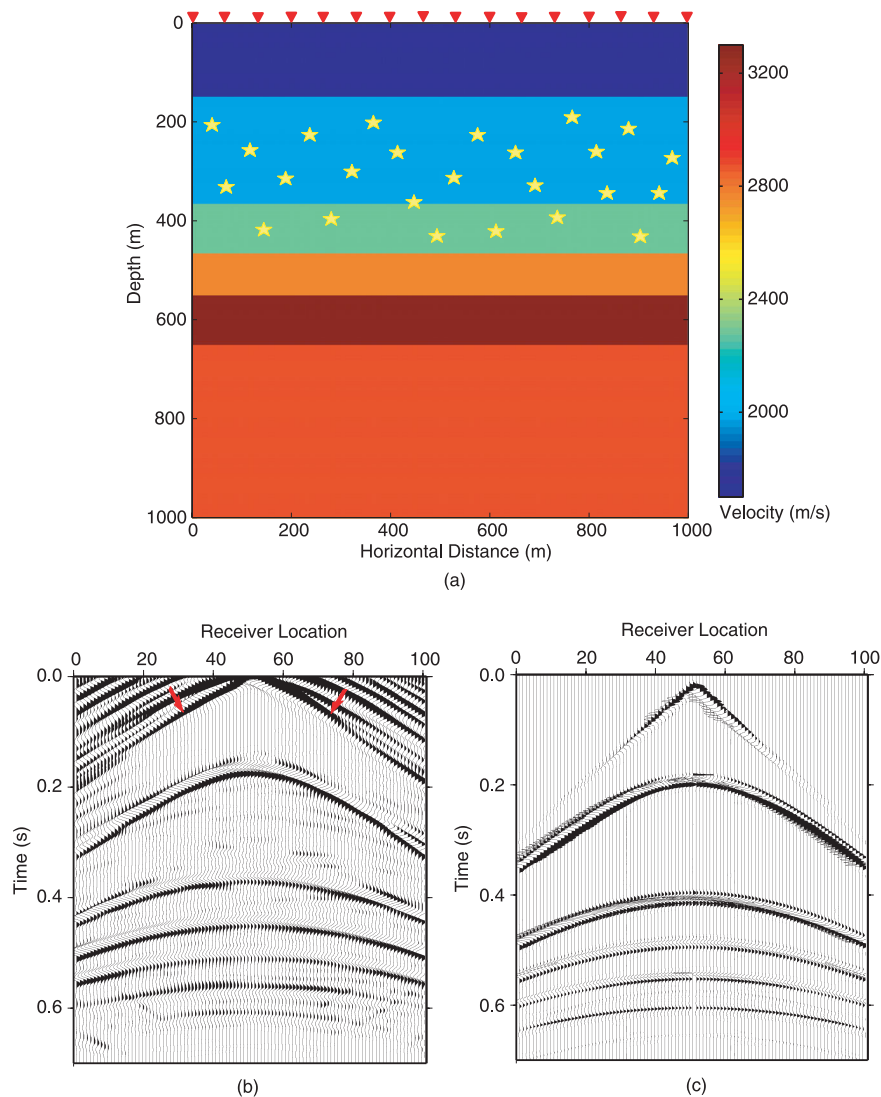 0
200
400
600
800
1000
Depth (m)
0 200 400 600 800 1000
Horizontal Distance (m)
3200
2800
2400
2000
Velocity (m/s)
(a)
Receiver Location
0 20 40 60 80 100
0.0
0.2
0.4
0.6
Time (s)
(b)
Receiver Location
0 20 40 60 80 100
0.0
0.2
0.4
0.6
Time (s)
(c)